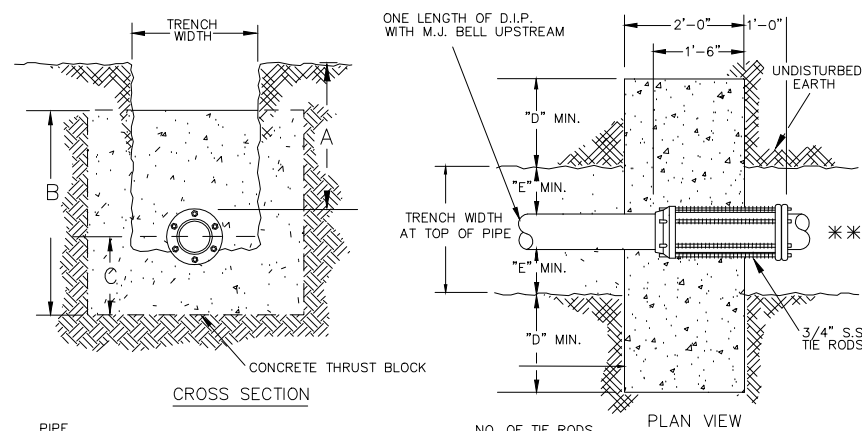 TRENCH
WIDTH
A
B
C
CONCRETE THRUST BLOCK
CROSS SECTION
PIPE
ONE LENGTH OF D.I.P.
WITH M.J. BELL UPSTREAM
2'-0"
1'-0"
1'-6"
UNDISTURBED
EARTH
"D" MIN.
"E" MIN.
TRENCH WIDTH
AT TOP OF PIPE
**
"E" MIN.
"D" MIN.
3/4" S.S
TIE RODS
PLAN VIEW
NO. OF TIE RODS